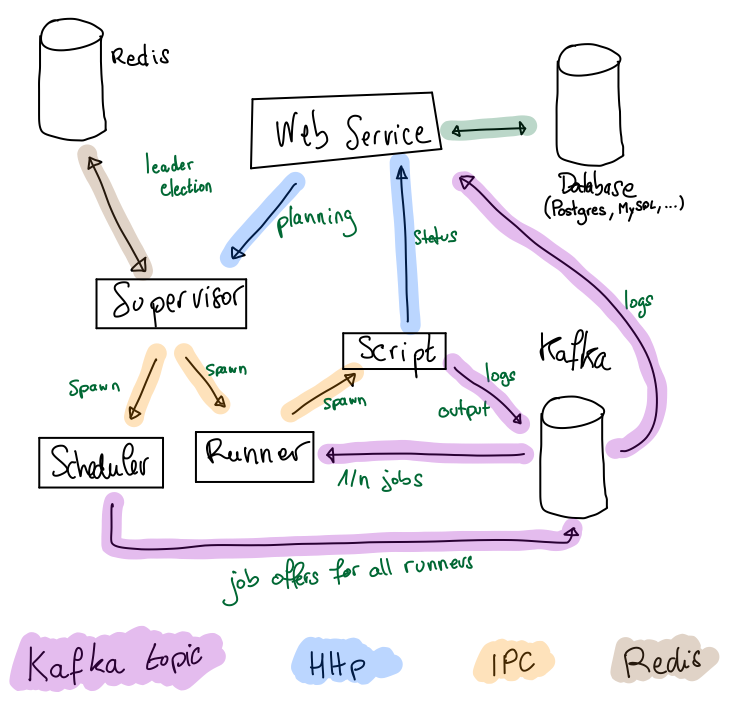 Redis
Web Service
Database
(Postgres, MySQL, ...)
leader
election
planning
status
logs
Supervisor
Script
Kafka
spawn
spawn
spawn
logs
output
Scheduler
Runner
1/n jobs
job offers for all runners
Kafka topic
HHp
IPC
Redis